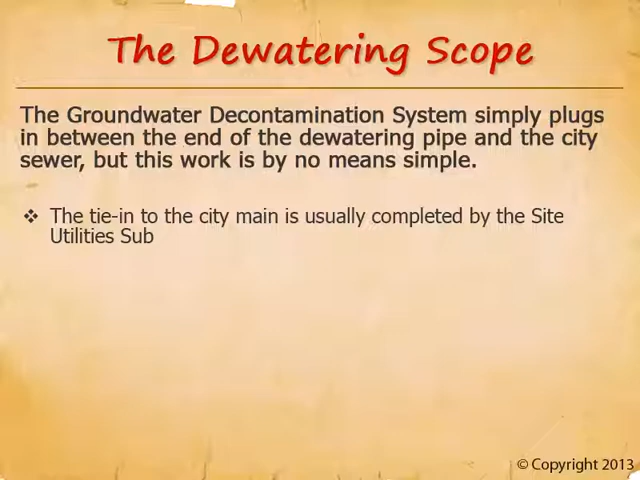 The Dewatering Scope
The Groundwater Decontamination System simply plugs
in between the end of the dewatering pipe and the city
sewer, but this work is by no means simple.
❖ The tie-in to the city main is usually completed by the Site
Utilities Sub
© Copyright 2013